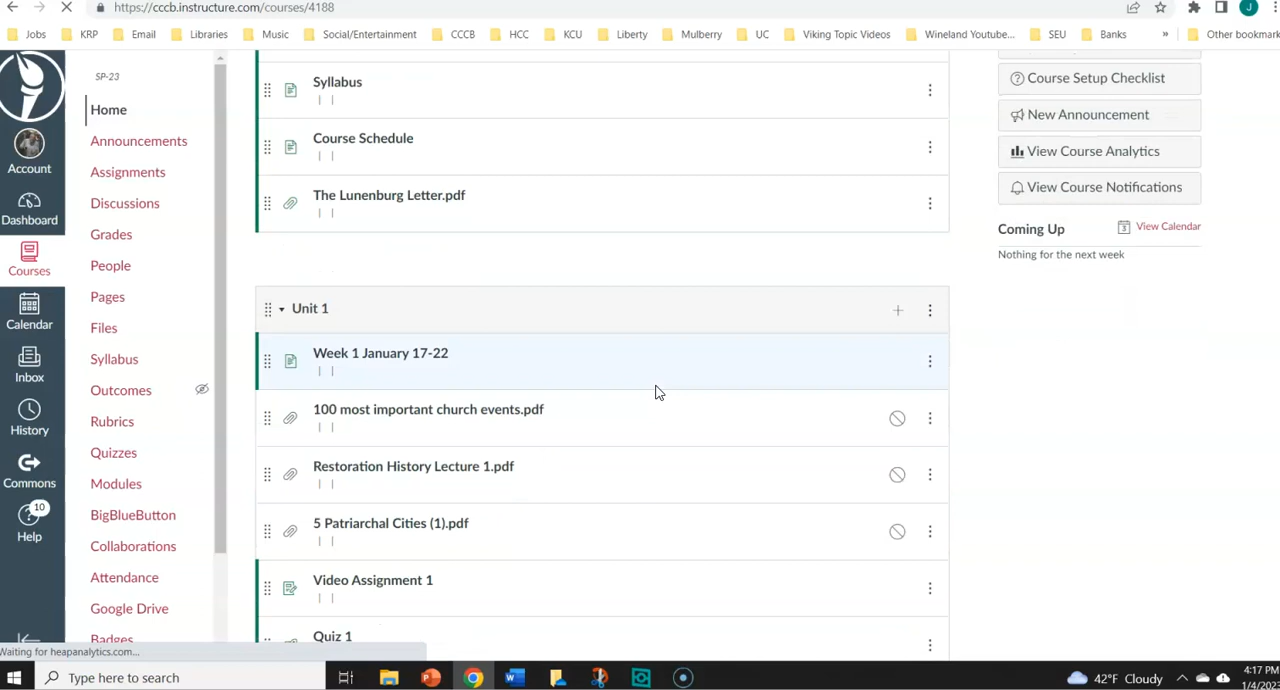 https://cccb.instructure.com/courses/4188
J
Jobs KRP Email Libraries Music Social/Entertainment CCCB HCC KCU Liberty Mulberry UC Viking Topic Videos Wineland Youtube... SEU Banks » Other bookmark
SP-23
Home
Announcements
Assignments
Discussions
Grades
People
Pages
Files
Syllabus
Outcomes
Rubrics
Quizzes
Modules
BigBlueButton
Collaborations
Attendance
Google Drive
Badges
Account
Dashboard
Courses
Calendar
Inbox
History
Commons
10
Help
Syllabus
Course Schedule
The Lunenburg Letter.pdf
Unit 1
Week 1 January 17-22
100 most important church events.pdf
Restoration History Lecture 1.pdf
5 Patriarchal Cities (1).pdf
Video Assignment 1
Quiz 1
Course Setup Checklist
New Announcement
View Course Analytics
View Course Notifications
Coming Up
3 View Calendar
Nothing for the next week
Waiting for heapanalytics.com...
Type here to search
42°F Cloudy
4:17 PM